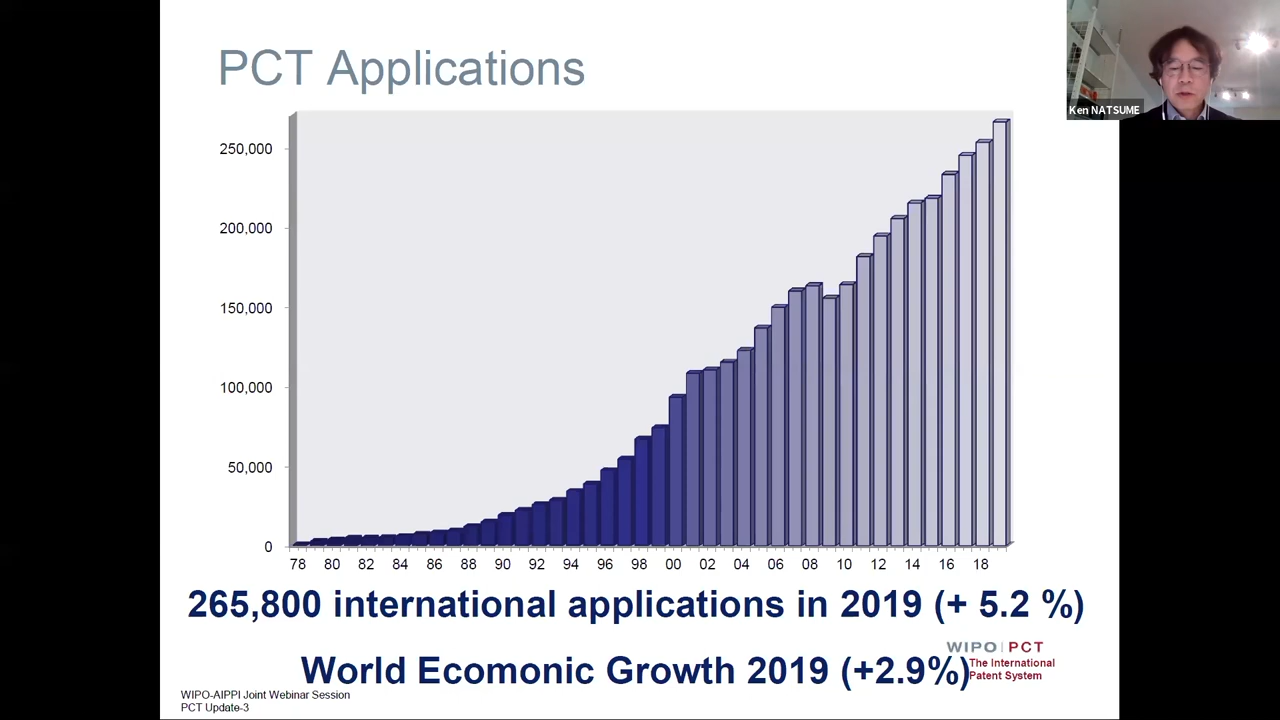 PCT Applications
Ken NATSUME
250,000
200,000
150,000
100,000
50,000
0
78 80 82 84 86 88 90 92 94 96 98 00 02 04 06 08 10 12 14 16 18
265,800 international applications in 2019 (+ 5.2 %)
WIPO | PCT
World Ecomonic Growth 2019 (+2.9%)
The International
Patent System
WIPO-AIPPI Joint Webinar Session
PCT Update-3